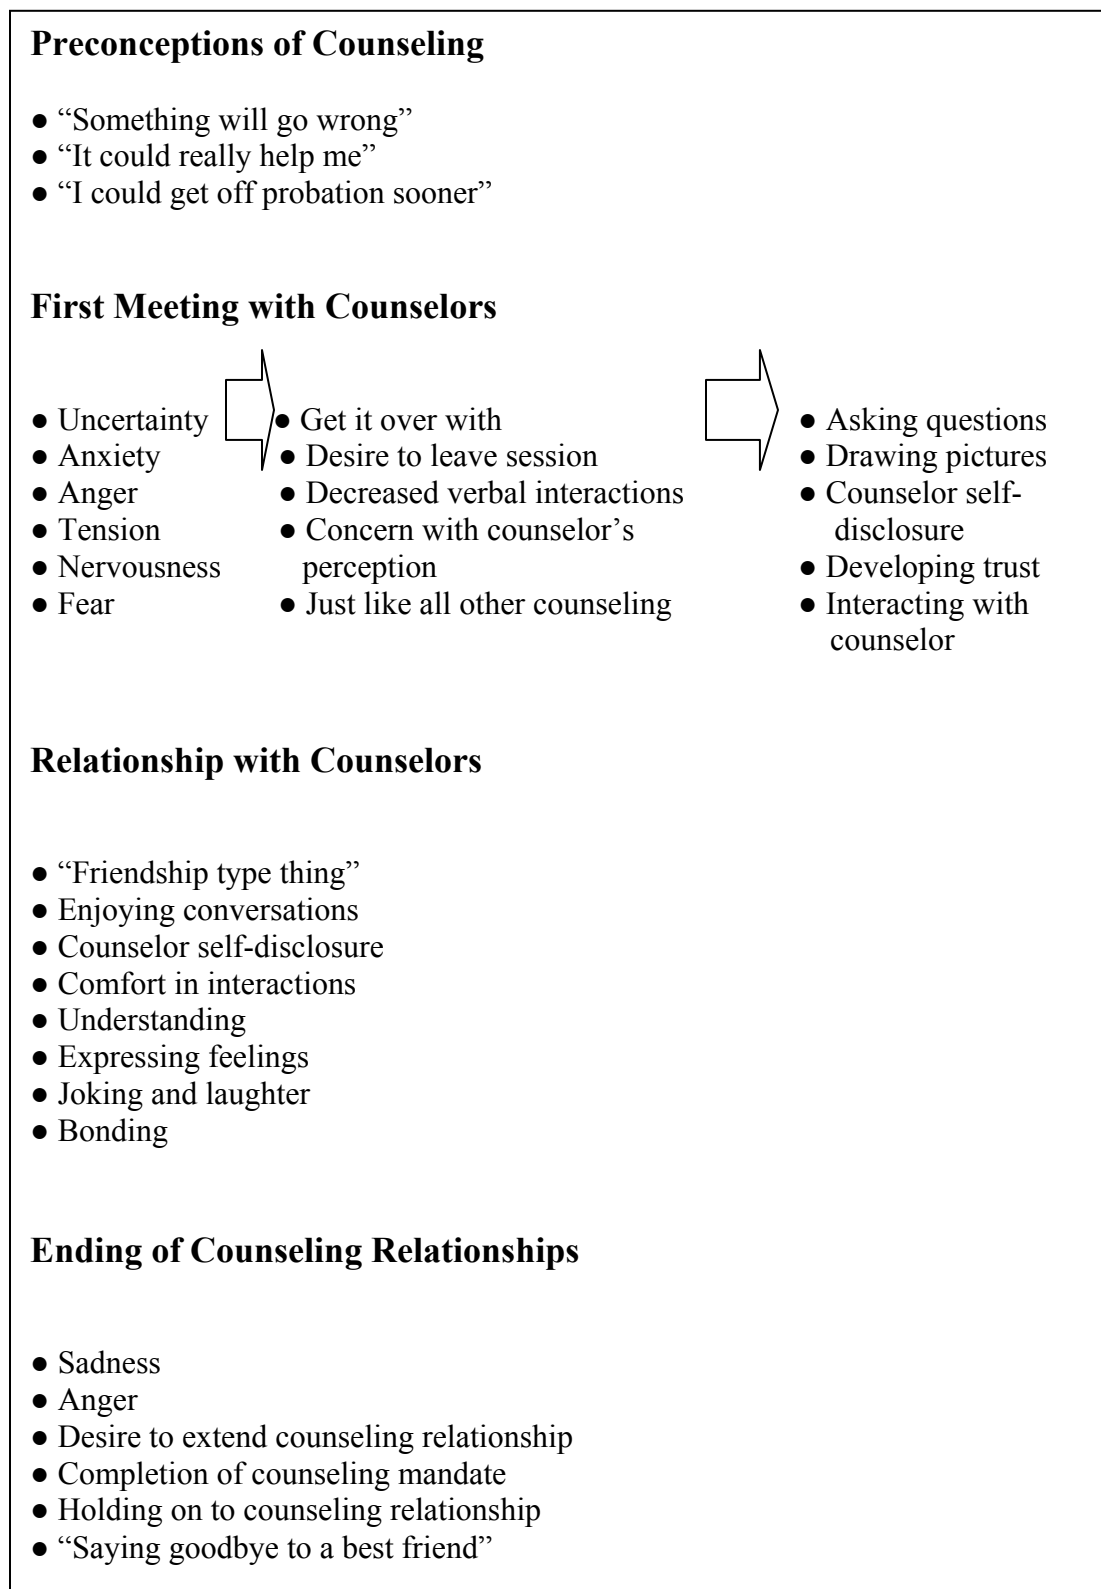 Preconceptions of Counseling
● “Something will go wrong”
● “It could really help me”
● “I could get off probation sooner”
First Meeting with Counselors
● Uncertainty
● Anxiety
● Anger
● Tension
● Nervousness
● Fear
● Get it over with
● Desire to leave session
● Decreased verbal interactions
● Concern with counselor’s
perception
● Just like all other counseling
● Asking questions
● Drawing pictures
● Counselor self-
disclosure
● Developing trust
● Interacting with
counselor
Relationship with Counselors
● “Friendship type thing”
● Enjoying conversations
● Counselor self-disclosure
● Comfort in interactions
● Understanding
● Expressing feelings
● Joking and laughter
● Bonding
Ending of Counseling Relationships
● Sadness
● Anger
● Desire to extend counseling relationship
● Completion of counseling mandate
● Holding on to counseling relationship
● “Saying goodbye to a best friend”